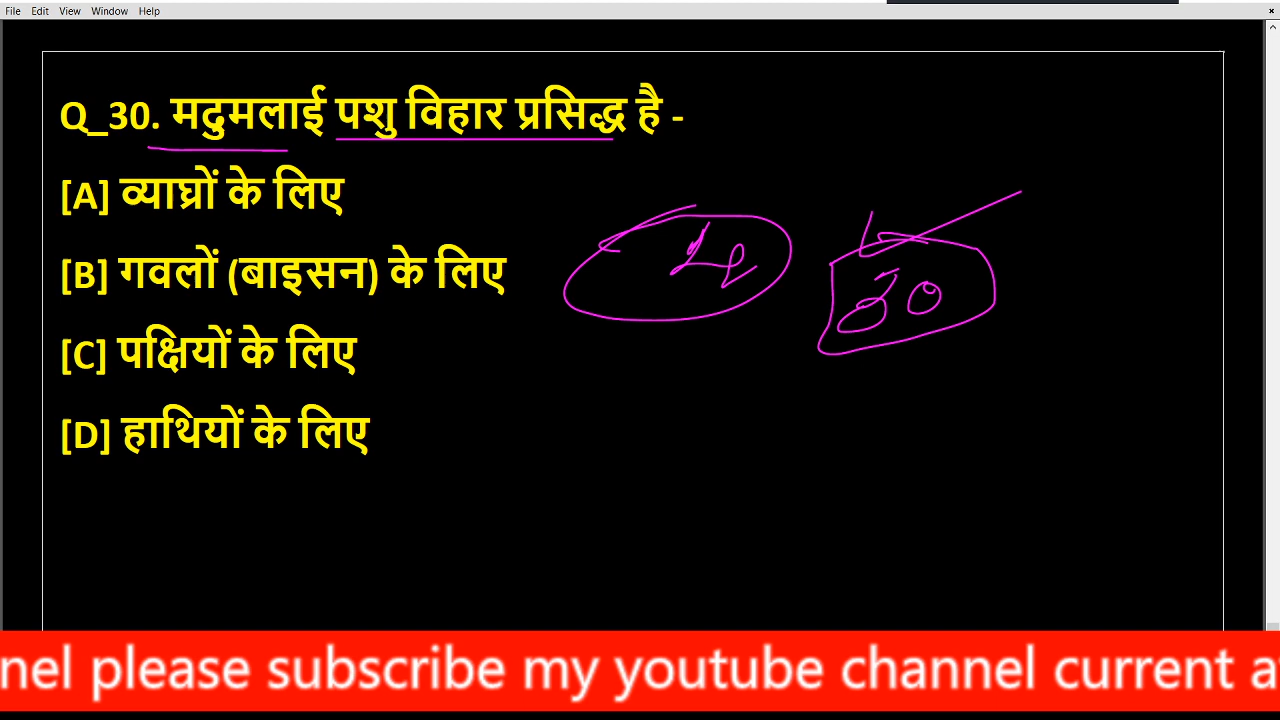 File Edit View Window Help
Q_30. मदुमलाई पशु विहार प्रसिद्ध है -
[A] व्याघ्रों के लिए
[B] गवलों (बाइसन) के लिए
[C] पक्षियों के लिए
[D] हाथियों के लिए
30
nel please subscribe my youtube channel current a